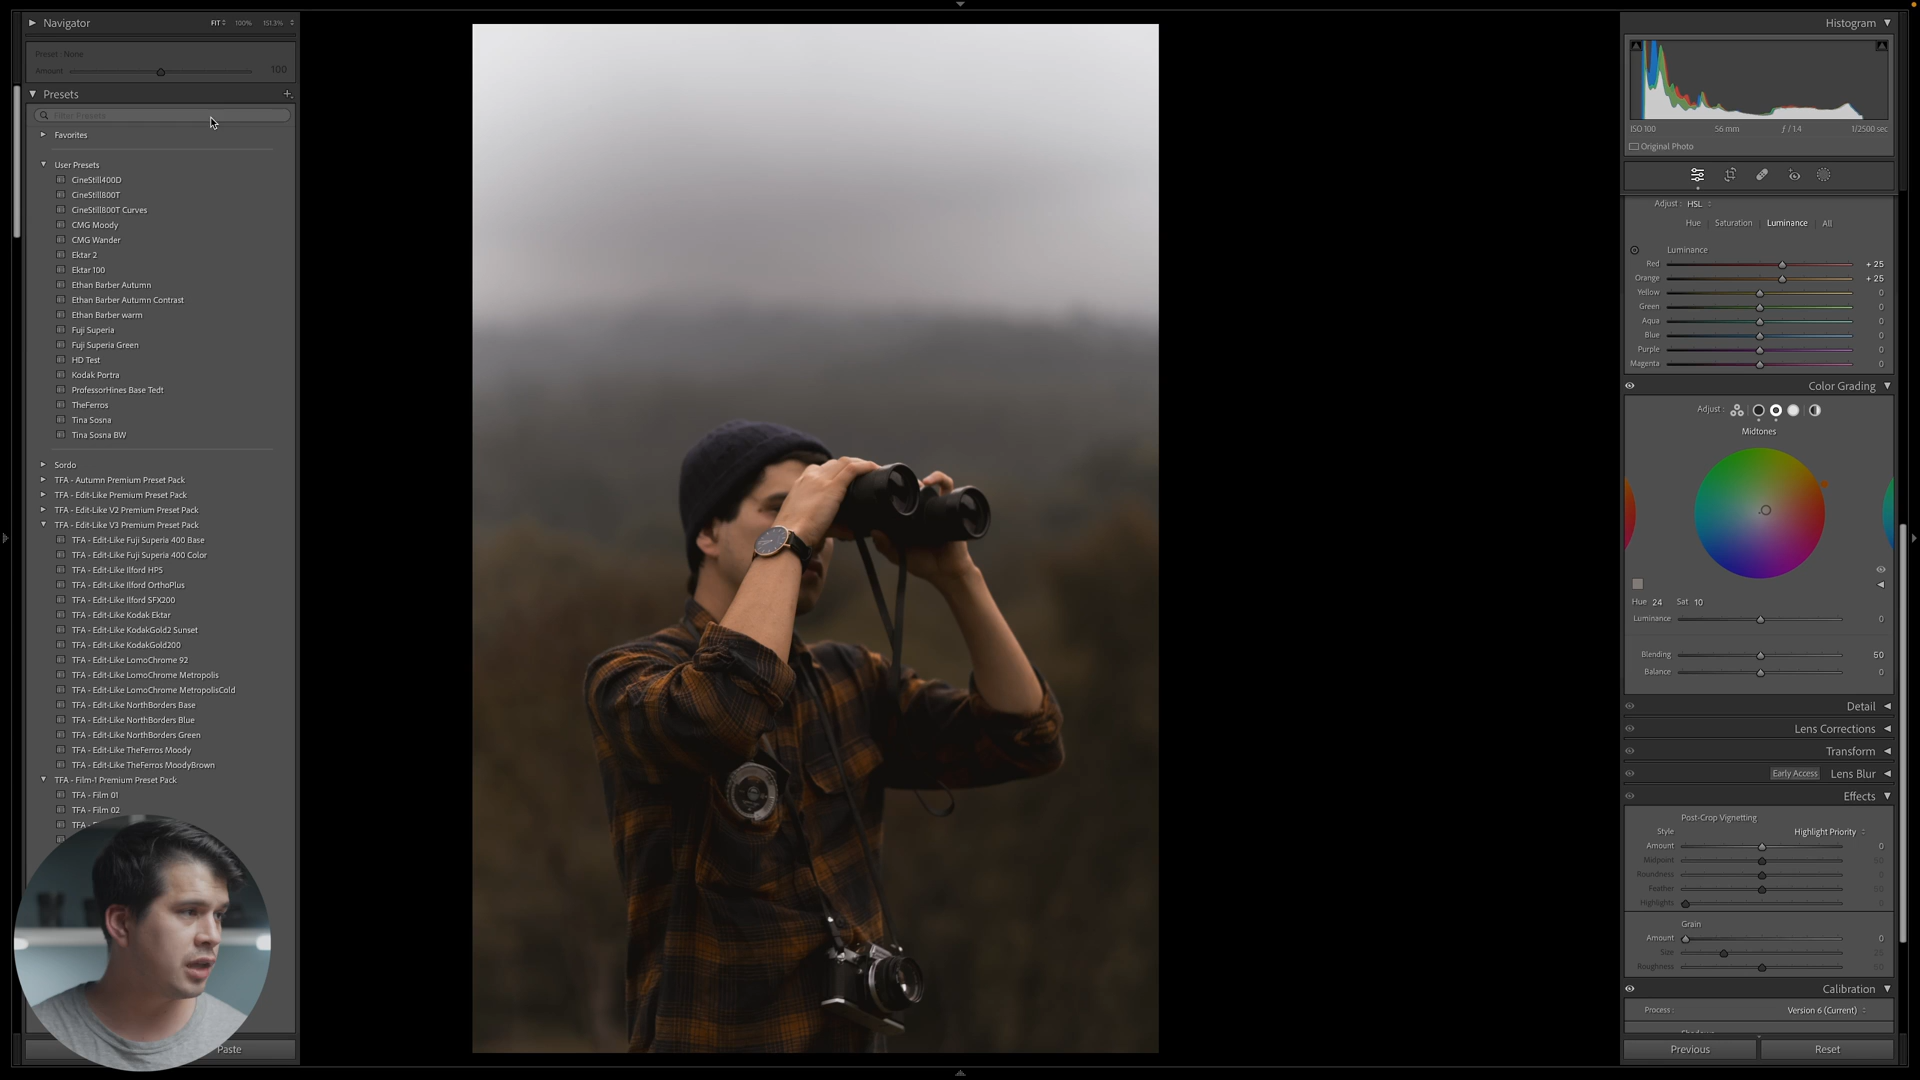 Navigator
FIT 100% 151.3%
Preset : None
Amount 100
Presets
Filter Presets
Favorites
User Presets
CineStill400D
CineStill800T
CineStill800T Curves
CMG Moody
CMG Wander
Ektar 2
Ektar 100
Ethan Barber Autumn
Ethan Barber Autumn Contrast
Ethan Barber warm
Fuji Superia
Fuji Superia Green
HD Test
Kodak Portra
ProfessorHines Base Tedt
TheFerros
Tina Sosna
Tina Sosna BW
Sordo
TFA - Autumn Premium Preset Pack
TFA - Edit-Like Premium Preset Pack
TFA - Edit-Like V2 Premium Preset Pack
TFA - Edit-Like V3 Premium Preset Pack
TFA - Edit-Like Fuji Superia 400 Base
TFA - Edit-Like Fuji Superia 400 Color
TFA - Edit-Like Ilford HP5
TFA - Edit-Like Ilford OrthoPlus
TFA - Edit-Like Ilford SFX200
TFA - Edit-Like Kodak Ektar
TFA - Edit-Like KodakGold2 Sunset
TFA - Edit-Like KodakGold200
TFA - Edit-Like LomoChrome 92
TFA - Edit-Like LomoChrome Metropolis
TFA - Edit-Like LomoChrome MetropolisCold
TFA - Edit-Like NorthBorders Base
TFA - Edit-Like NorthBorders Blue
TFA - Edit-Like NorthBorders Green
TFA - Edit-Like TheFerros Moody
TFA - Edit-Like TheFerros MoodyBrown
TFA - Film-1 Premium Preset Pack
TFA - Film 01
TFA - Film 02
TFA -
Paste
Histogram
ISO 100 56 mm ƒ / 1.4 1/2500 sec
Original Photo
Adjust : HSL
Hue Saturation Luminance All
Luminance
Red + 25
Orange + 25
Yellow 0
Green 0
Aqua 0
Blue 0
Purple 0
Magenta 0
Color Grading
Adjust :
Midtones
Hue 24 Sat 10
Luminance 0
Blending 50
Balance 0
Detail
Lens Corrections
Transform
Early Access Lens Blur
Effects
Post-Crop Vignetting
Style Highlight Priority
Amount 0
Midpoint 50
Roundness 0
Feather 50
Highlights 0
Grain
Amount 0
Size 25
Roughness 50
Calibration
Process : Version 6 (Current)
Previous Reset